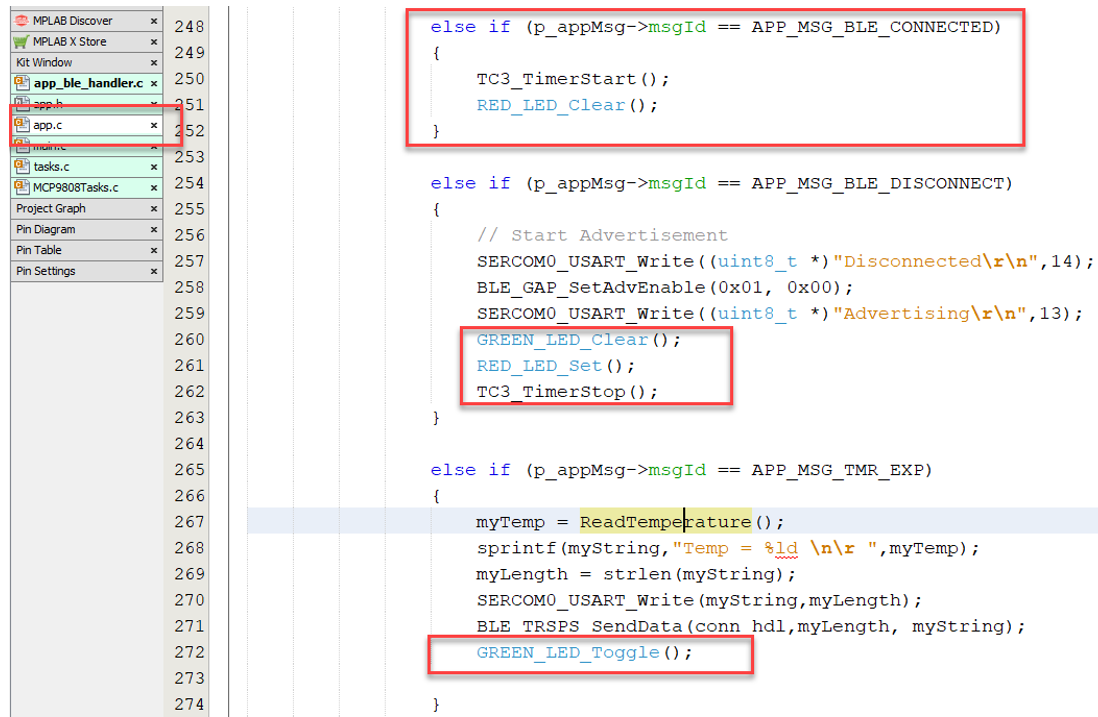 MPLAB Discover ×
MPLAB X Store ×
Kit Window ×
app_ble_handler.c ×
app.h ×
app.c ×
main.c ×
tasks.c ×
MCP9808Tasks.c ×
Project Graph ×
Pin Diagram ×
Pin Table ×
Pin Settings ×
248 else if (p_appMsg->msgId == APP_MSG_BLE_CONNECTED)
249 {
250 TC3_TimerStart();
251 RED_LED_Clear();
252 }
253
254 else if (p_appMsg->msgId == APP_MSG_BLE_DISCONNECT)
255 {
256 // Start Advertisement
257 SERCOM0_USART_Write((uint8_t *)"Disconnected\r\n",14);
258 BLE_GAP_SetAdvEnable(0x01, 0x00);
259 SERCOM0_USART_Write((uint8_t *)"Advertising\r\n",13);
260 GREEN_LED_Clear();
261 RED_LED_Set();
262 TC3_TimerStop();
263 }
264
265 else if (p_appMsg->msgId == APP_MSG_TMR_EXP)
266 {
267 myTemp = ReadTemperature();
268 sprintf(myString,"Temp = %ld \n\r ",myTemp);
269 myLength = strlen(myString);
270 SERCOM0_USART_Write(myString,myLength);
271 BLE_TRSPS_SendData(conn_hdl,myLength, myString);
272 GREEN_LED_Toggle();
273
274 }